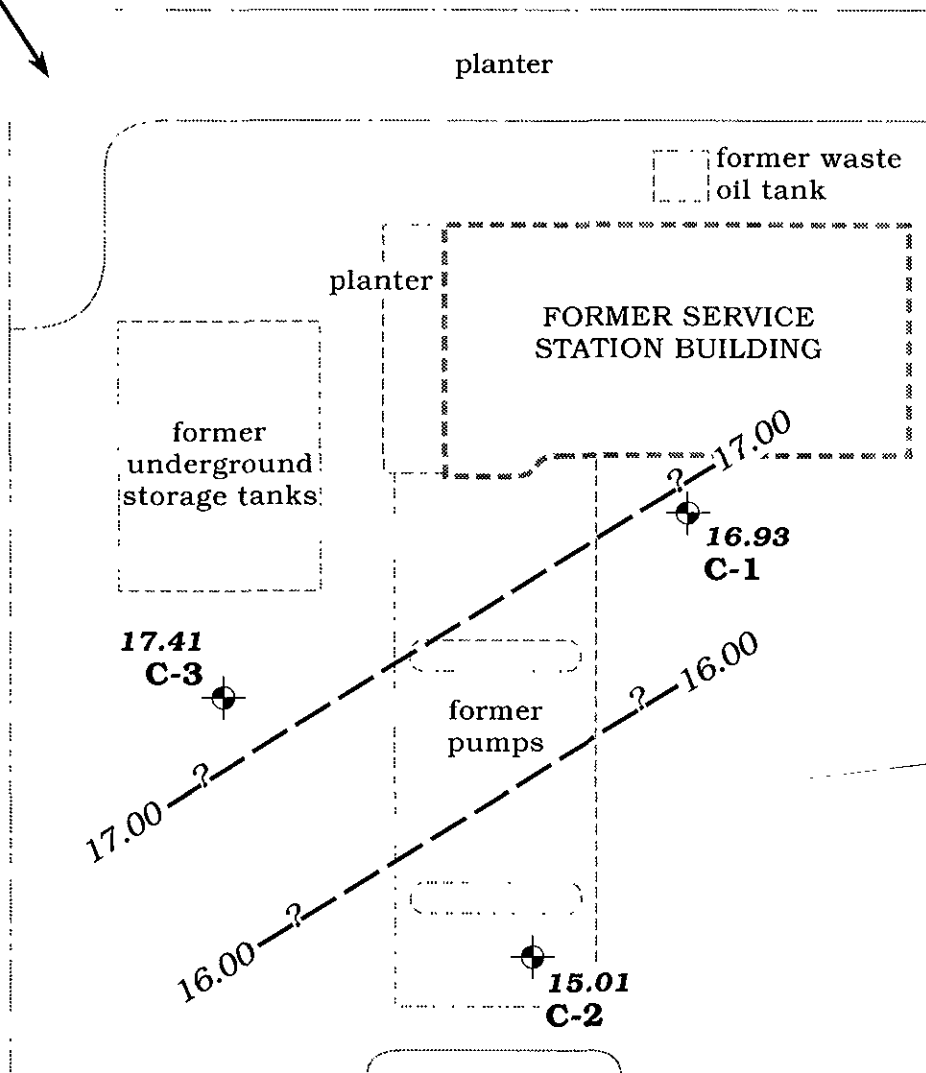 planter
former waste
oil tank
planter
FORMER SERVICE
STATION BUILDING
former
underground
storage tanks
?
17.00
16.93
C-1
17.41
C-3
?
16.00
former
pumps
?
17.00
?
16.00
15.01
C-2